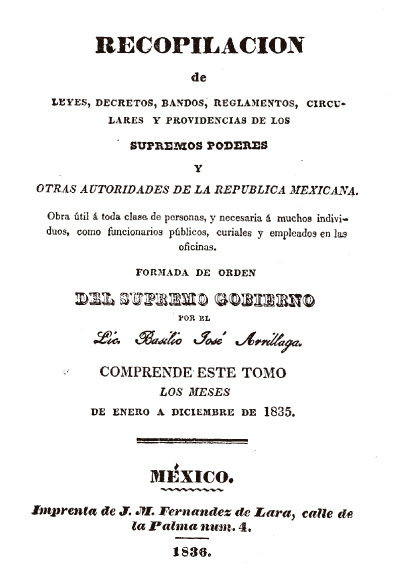 RECOPILACION
de
LEYES, DECRETOS, BANDOS, REGLAMENTOS, CIRCU-
LARES Y PROVIDENCIAS DE LOS
SUPREMOS PODERES
Y
OTRAS AUTORIDADES DE LA REPUBLICA MEXICANA.
Obra útil á toda clase de personas, y necesaria á muchos indivi-
duos, como funcionarios públicos, curiales y empleados en las
oficinas.
FORMADA DE ORDEN
DEL SUPREMO GOBIERNO
POR EL
Lic. Basilio José Arrillaga.
COMPRENDE ESTE TOMO
LOS MESES
DE ENERO A DICIEMBRE DE 1835.
MÉXICO.
Imprenta de J. M. Fernandez de Lara, calle de
la Palma num. 4.
1836.